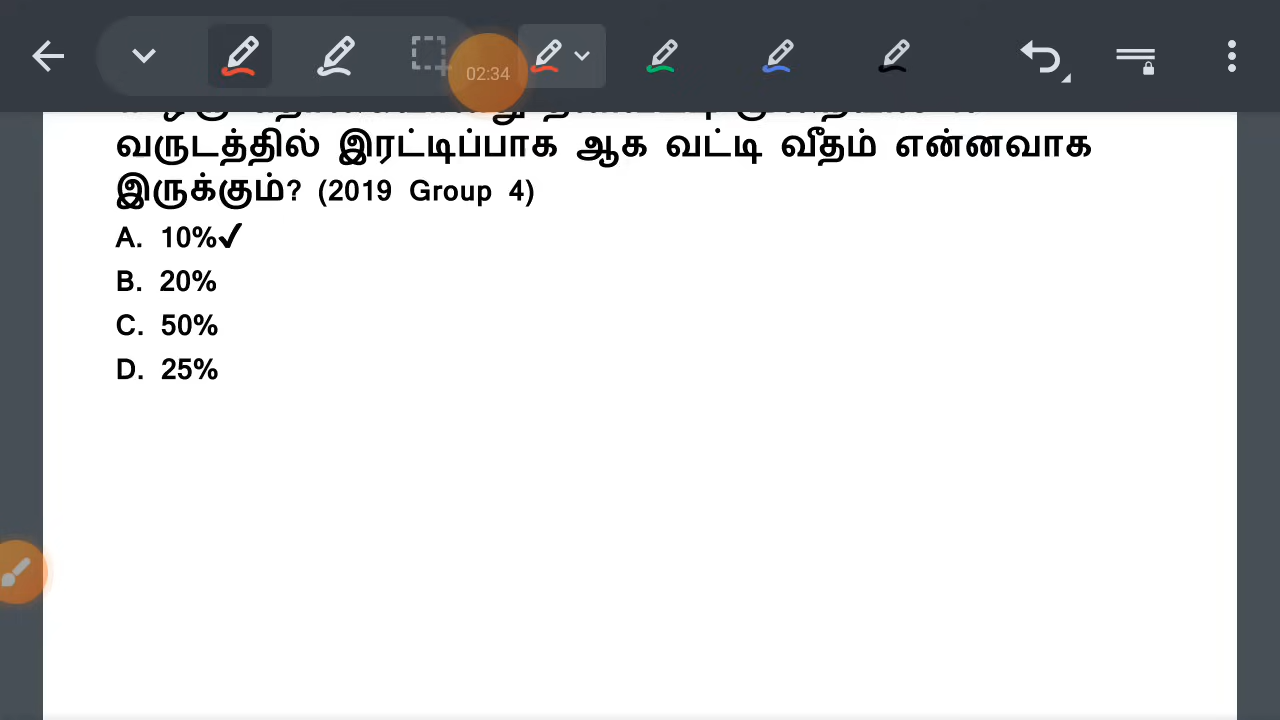 02:34
வருடத்தில் இரட்டிப்பாக ஆக வட்டி வீதம் என்னவாக
இருக்கும்? (2019 Group 4)
A. 10%✓
B. 20%
C. 50%
D. 25%